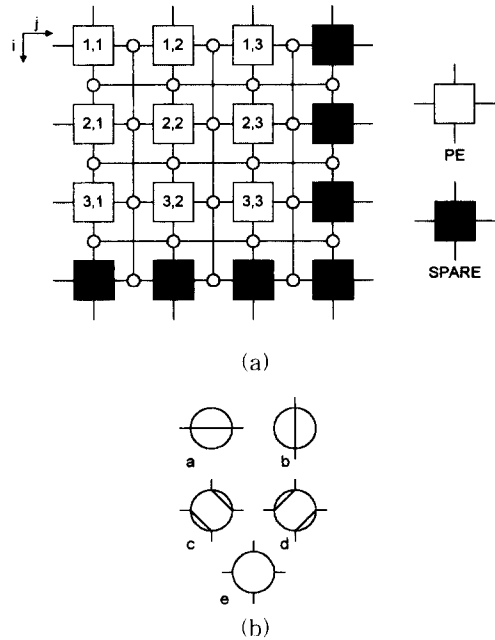 j
i
1,1 1,2 1,3
2,1 2,2 2,3
PE
3,1 3,2 3,3
SPARE
(a)
a b
c d
e
(b)